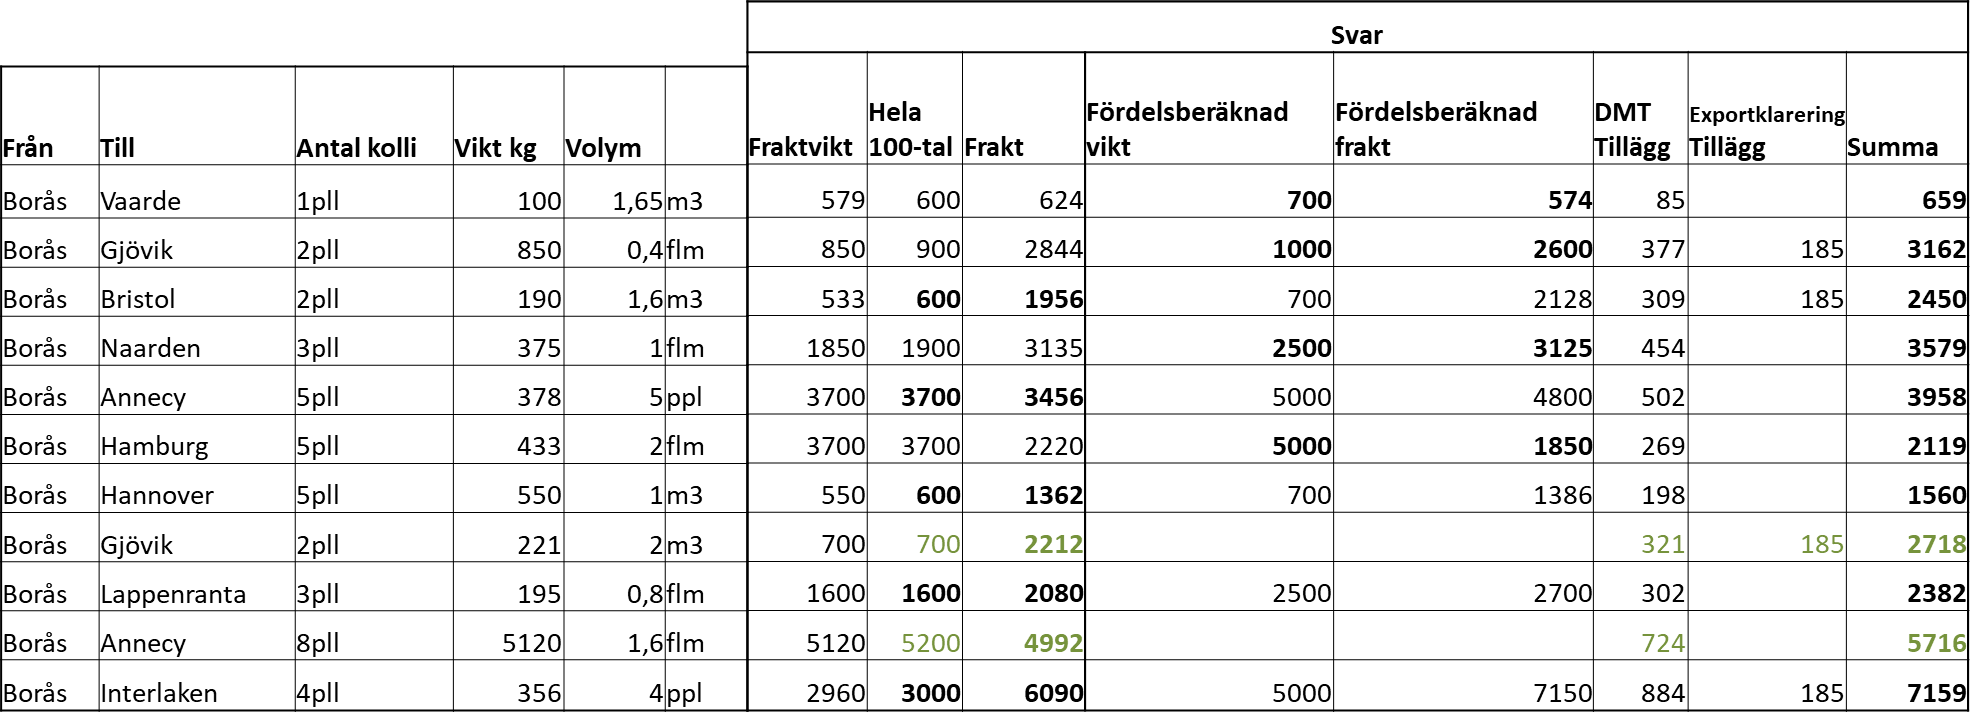 Svar
Från Till Antal kolli Vikt kg Volym Fraktvikt Hela 100-tal Frakt Fördelsberäknad vikt Fördelsberäknad frakt DMT Tillägg Exportklarering Tillägg Summa
Borås Vaarde 1pll 100 1,65 m3 579 600 624 700 574 85 659
Borås Gjövik 2pll 850 0,4 flm 850 900 2844 1000 2600 377 185 3162
Borås Bristol 2pll 190 1,6 m3 533 600 1956 700 2128 309 185 2450
Borås Naarden 3pll 375 1 flm 1850 1900 3135 2500 3125 454 3579
Borås Annecy 5pll 378 5 ppl 3700 3700 3456 5000 4800 502 3958
Borås Hamburg 5pll 433 2 flm 3700 3700 2220 5000 1850 269 2119
Borås Hannover 5pll 550 1 m3 550 600 1362 700 1386 198 1560
Borås Gjövik 2pll 221 2 m3 700 700 2212 321 185 2718
Borås Lappenranta 3pll 195 0,8 flm 1600 1600 2080 2500 2700 302 2382
Borås Annecy 8pll 5120 1,6 flm 5120 5200 4992 724 5716
Borås Interlaken 4pll 356 4 ppl 2960 3000 6090 5000 7150 884 185 7159